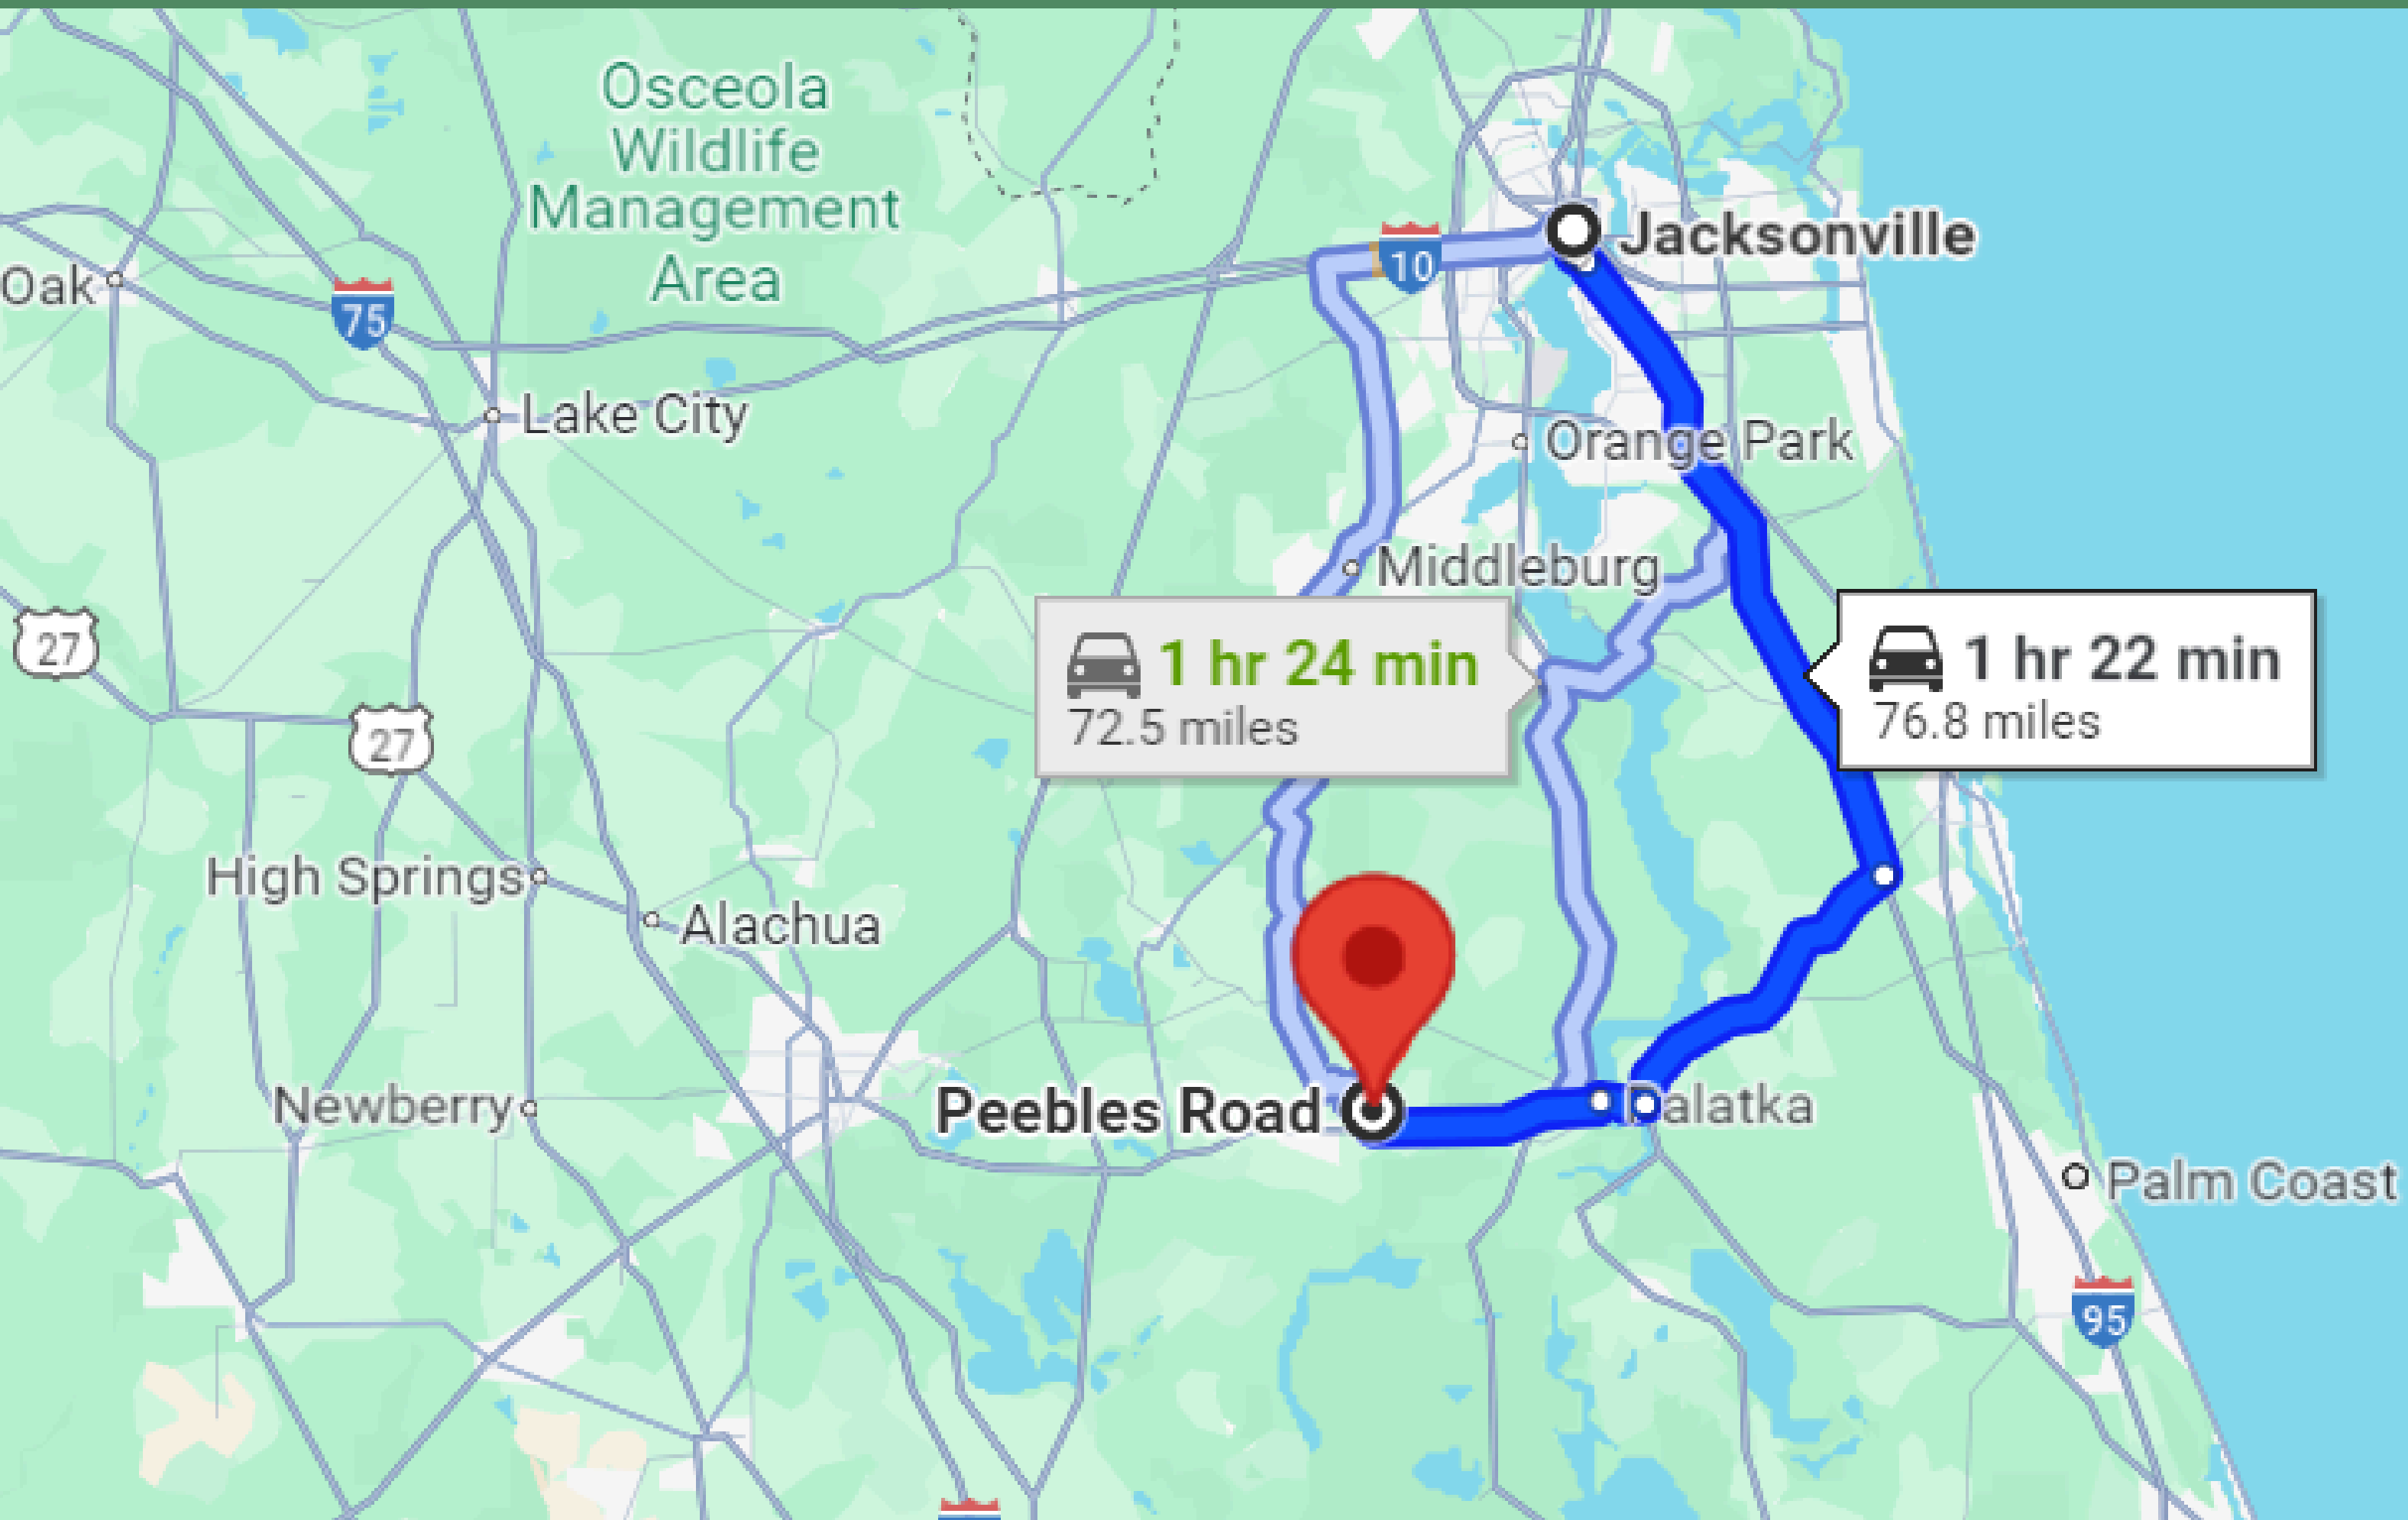 Osceola
Wildlife
Management
Area
Jacksonville
10
Oak
75
Lake City
Orange Park
Middleburg
27
1 hr 24 min
72.5 miles
1 hr 22 min
76.8 miles
27
High Springs
Alachua
Newberry
Peebles Road
Palatka
Palm Coast
95